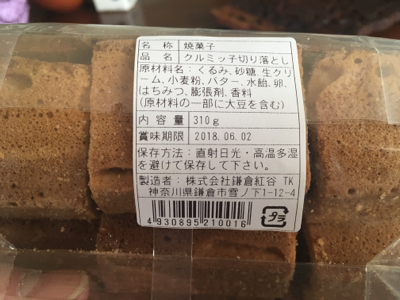 名 称 焼菓子
品 名 クルミッ子切り落とし
原材料名：くるみ、砂糖、生クリ
ーム、小麦粉、バター、水飴、卵、
はちみつ、膨張剤、香料
(原材料の一部に大豆を含む)
内 容 量 310g
賞味期限 2018.06.02
保存方法：直射日光・高温多湿
を避けて保存して下さい。
製造者：株式会社鎌倉紅谷 TK
神奈川県鎌倉市雪ノ下1-12-4
4930895210016
プラ